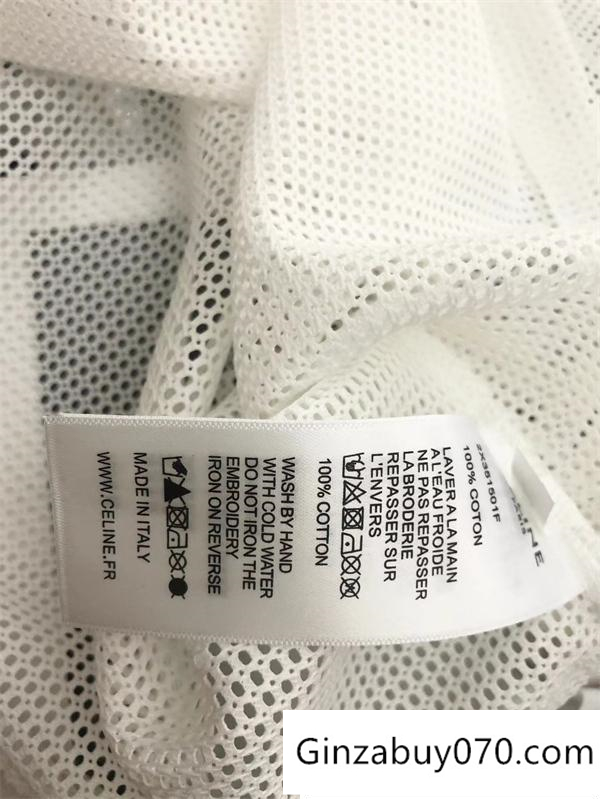 2X381501F
100% COTON
LAVER A LA MAIN
A L'EAU FROIDE
NE PAS REPASSER
LA BRODERIE
REPASSER SUR
L'ENVERS
100% COTTON
WASH BY HAND
WITH COLD WATER
DO NOT IRON THE
EMBROIDERY
IRON ON REVERSE
MADE IN ITALY
WWW.CELINE.FR
Ginzabuy070.com